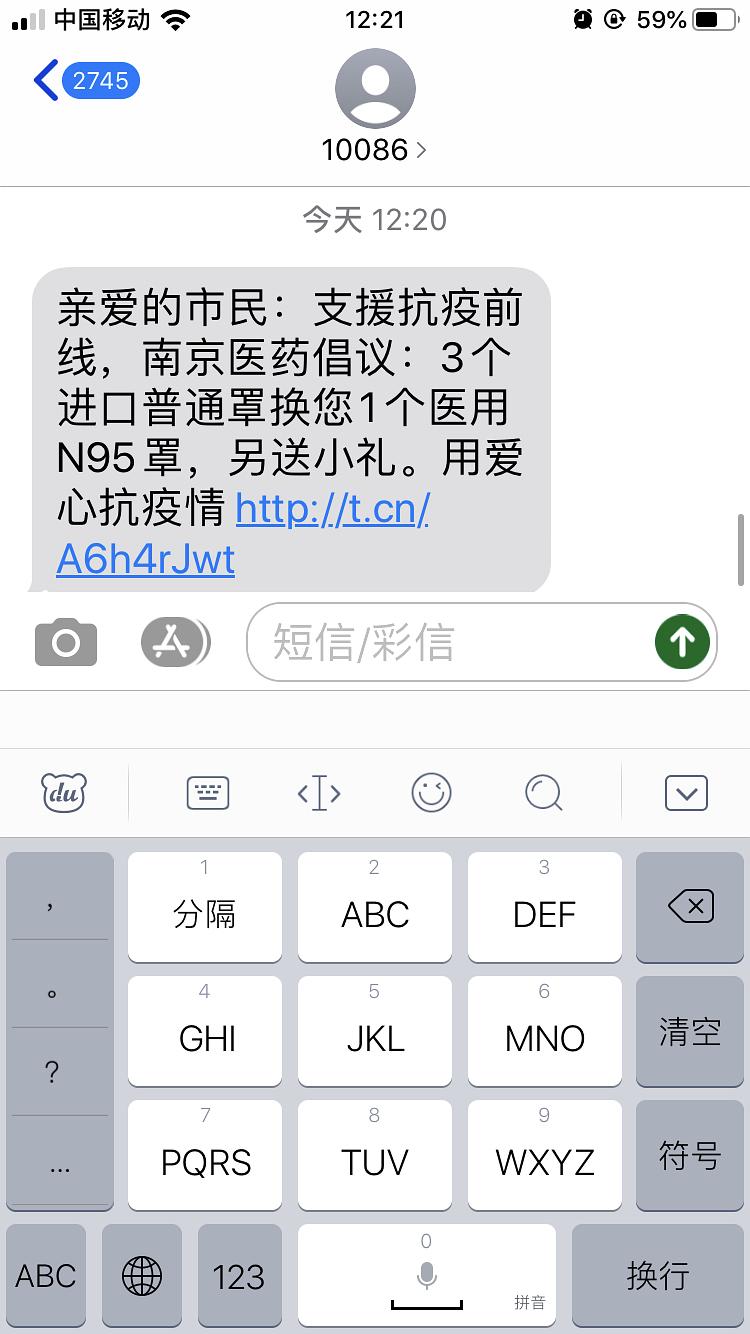 中国移动 12:21 59%
2745
10086
今天 12:20
亲爱的市民：支援抗疫前
线，南京医药倡议：3个
进口普通罩换您1个医用
N95罩，另送小礼。用爱
心抗疫情 http://t.cn/
A6h4rJwt
短信/彩信
du
， 1 分隔 2 ABC 3 DEF
。 4 GHI 5 JKL 6 MNO 清空
? 7 PQRS 8 TUV 9 WXYZ 符号
...
ABC 123 0 拼音 换行